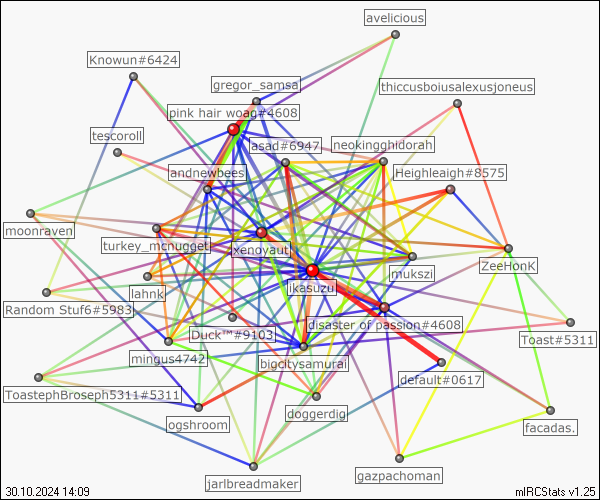 avelicious
Knowun#6424
gregor_samsa
thiccusboiusalexusjoneus
pink hair woag#4608
tescoroll
asad#6947
neokingghidorah
andnewbees
Heighleaigh#8575
moonraven
turkey_mcnugget
xenoyaut
mukszi
ZeeHonK
lahnk
ikasuzu
Random Stuf6#5983
Duck™#9103
disaster of passion#4608
Toast#5311
mingus4742
bigcitysamurai
default#0617
ToastephBroseph5311#5311
ogshroom
doggerdig
facadas.
jarlbreadmaker
gazpachoman
30.10.2024 14:09
mIRCStats v1.25